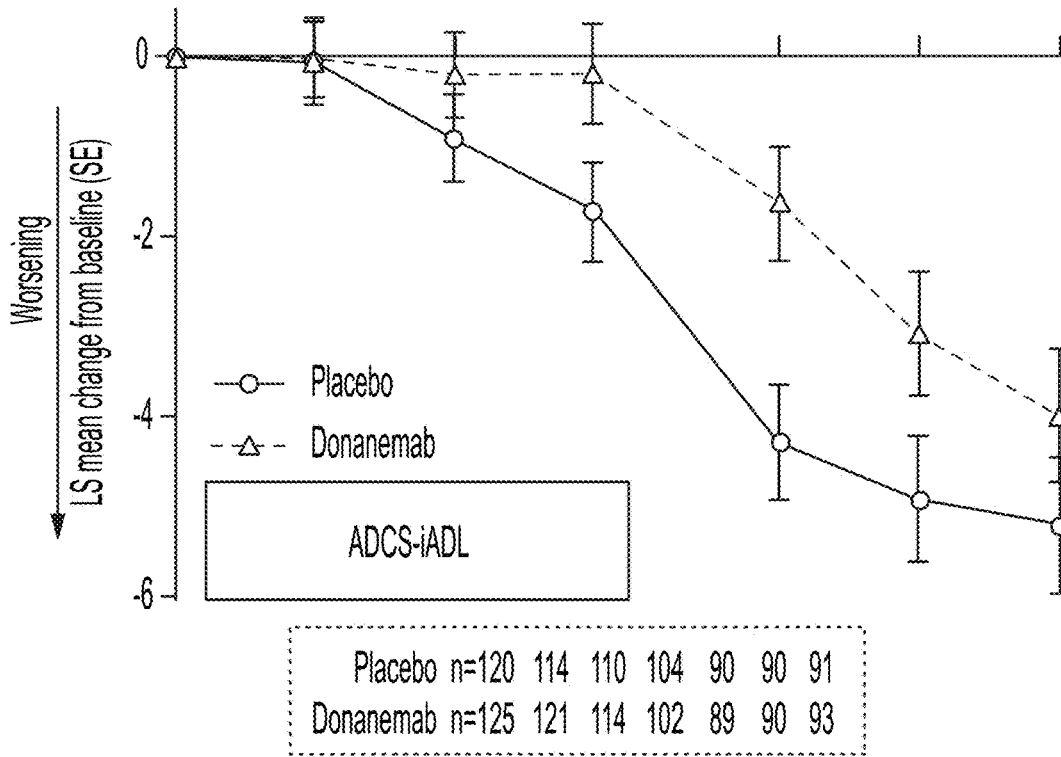 0
-2
-4
-6
Worsening
LS mean change from baseline (SE)
Placebo
Donanemab
ADCS-iADL
Placebo n=120 114 110 104 90 90 91
Donanemab n=125 121 114 102 89 90 93